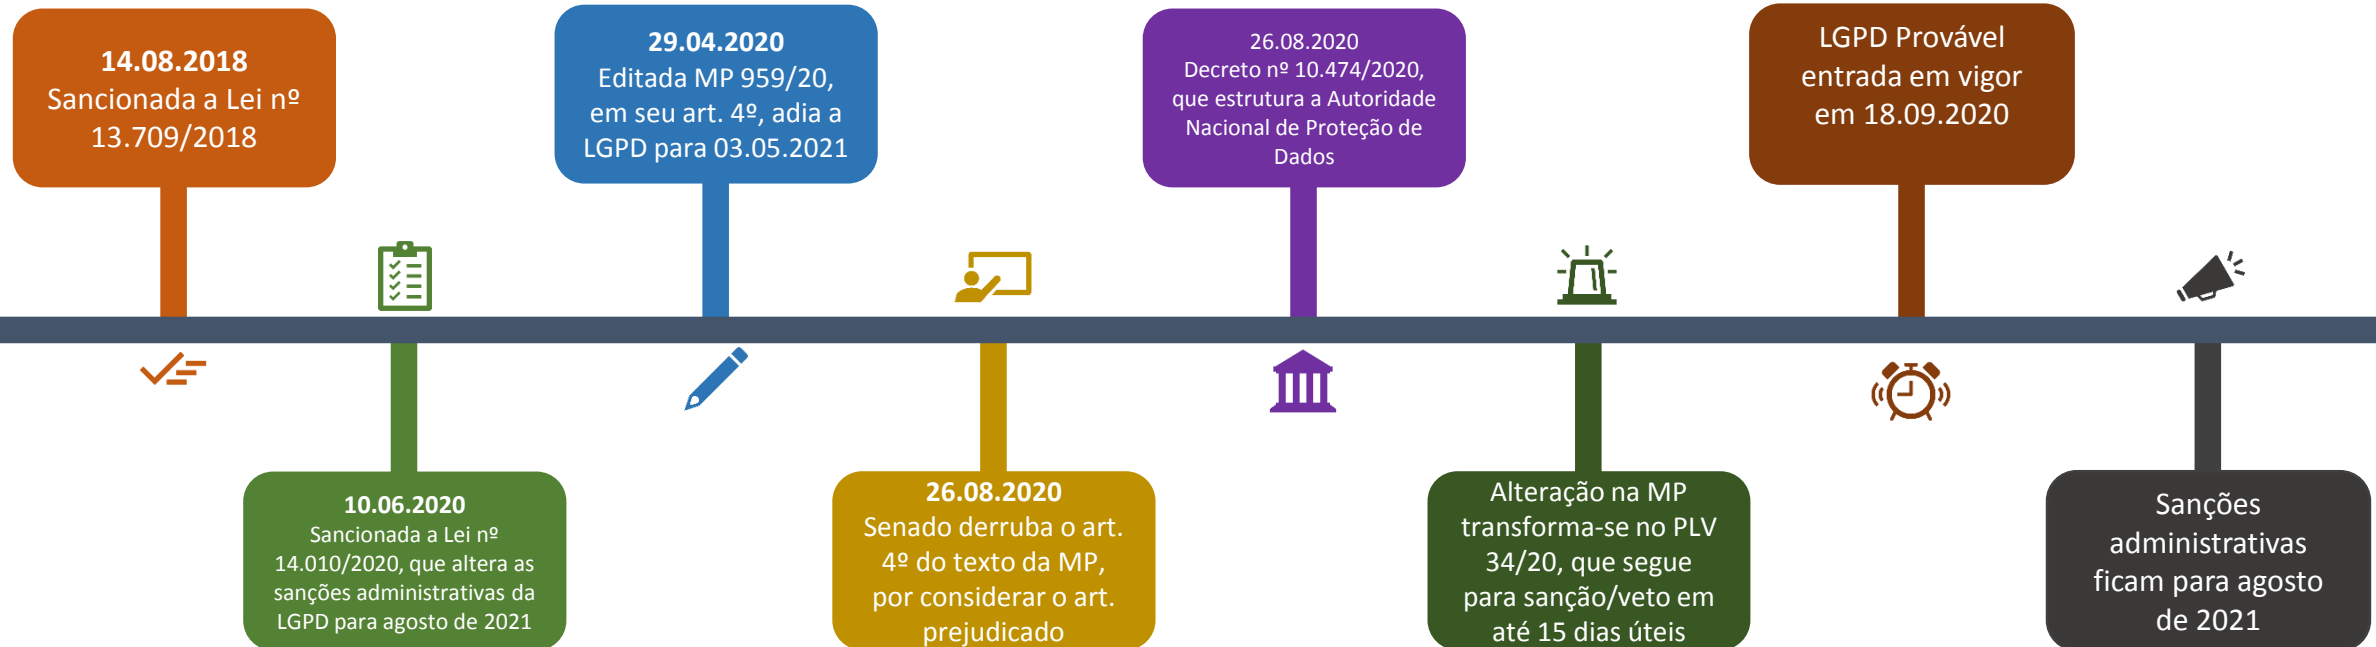 14.08.2018
Sancionada a Lei nº
13.709/2018
10.06.2020
Sancionada a Lei nº
14.010/2020, que altera as
sanções administrativas da
LGPD para agosto de 2021
29.04.2020
Editada MP 959/20,
em seu art. 4º, adia a
LGPD para 03.05.2021
26.08.2020
Senado derruba o art.
4º do texto da MP,
por considerar o art.
prejudicado
26.08.2020
Decreto nº 10.474/2020,
que estrutura a Autoridade
Nacional de Proteção de
Dados
Alteração na MP
transforma-se no PLV
34/20, que segue
para sanção/veto em
até 15 dias úteis
LGPD Provável
entrada em vigor
em 18.09.2020
Sanções
administrativas
ficam para agosto
de 2021